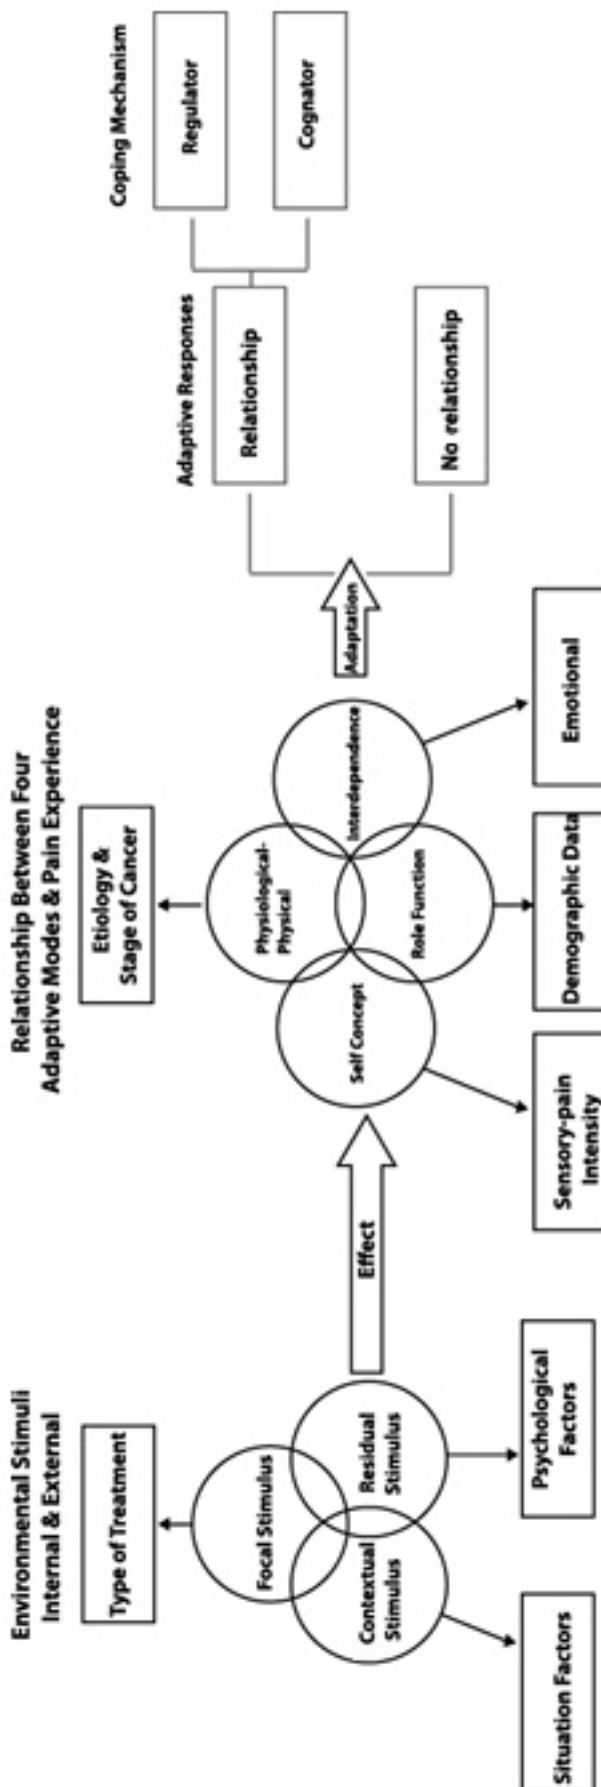 Environmental Stimuli
Internal & External
Type of Treatment
Focal Stimulus
Contextual
Stimulus
Residual
Stimulus
Situation Factors
Psychological
Factors
Effect
Relationship Between Four
Adaptive Modes & Pain Experience
Etiology &
Stage of Cancer
Physiological-
Physical
Self Concept
Interdependence
Role Function
Sensory-pain
Intensity
Demographic Data
Emotional
Adaptation
Adaptive Responses
Relationship
No relationship
Coping Mechanism
Regulator
Cognator